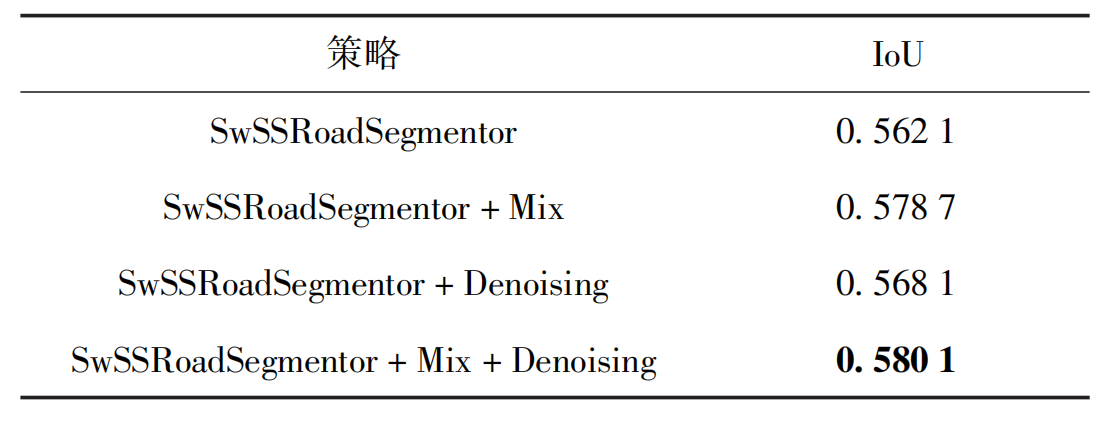 策略 IoU
SwSSRoadSegmentor 0. 562 1
SwSSRoadSegmentor + Mix 0. 578 7
SwSSRoadSegmentor + Denoising 0. 568 1
SwSSRoadSegmentor + Mix + Denoising 0. 580 1